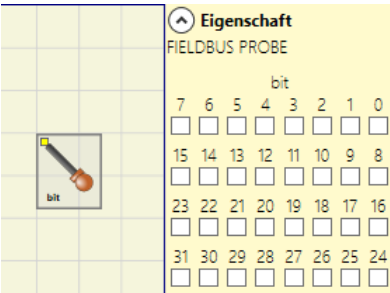 Eigenschaft
FIELDBUS PROBE
bit
7 6 5 4 3 2 1 0
15 14 13 12 11 10 9 8
23 22 21 20 19 18 17 16
31 30 29 28 27 26 25 24
bit